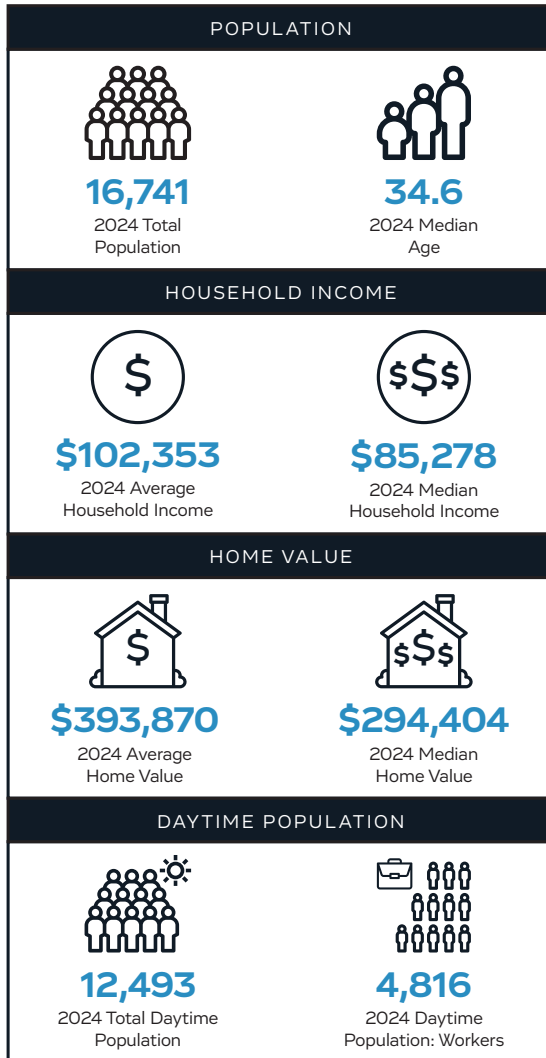 POPULATION
16,741
2024 Total
Population
34.6
2024 Median
Age
HOUSEHOLD INCOME
$
$102,353
2024 Average
Household Income
$$$
$85,278
2024 Median
Household Income
HOME VALUE
$
$393,870
2024 Average
Home Value
$$$
$294,404
2024 Median
Home Value
DAYTIME POPULATION
12,493
2024 Total Daytime
Population
4,816
2024 Daytime
Population: Workers